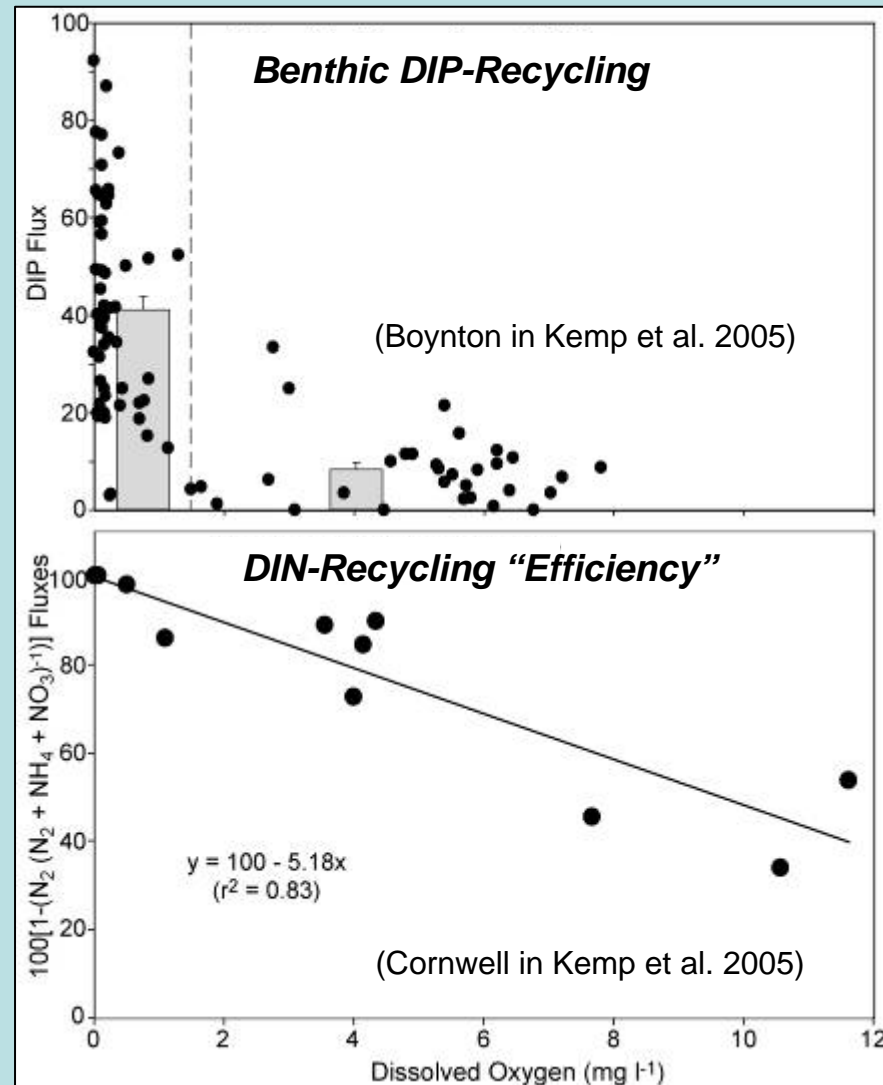 Benthic DIP-Recycling
100
80
60
40
20
0
DIP Flux
(Boynton in Kemp et al. 2005)
DIN-Recycling “Efficiency”
100
80
60
40
20
0
100[1-(N₂ (N₂ + NH₄ + NO₃)⁻¹)] Fluxes
y = 100 - 5.18x
(r² = 0.83)
(Cornwell in Kemp et al. 2005)
0 2 4 6 8 10 12
Dissolved Oxygen (mg l⁻¹)